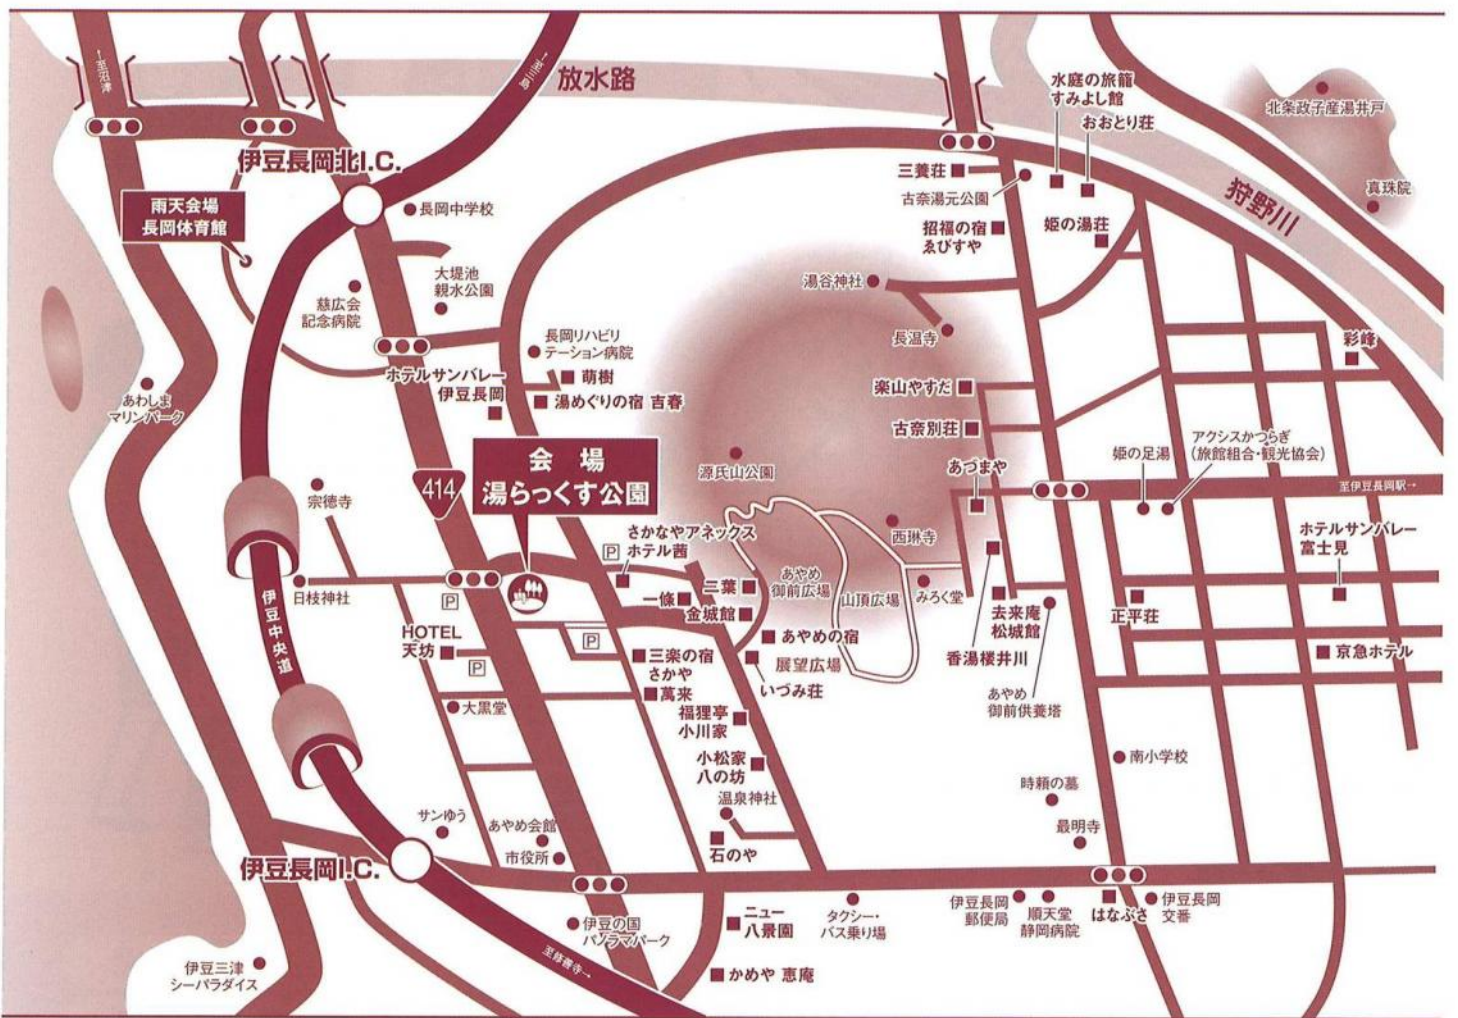 ←至沼津
←至三島
放水路
水庭の旅籠
すみよし館
おおとり荘
北条政子産湯井戸
真珠院
狩野川
伊豆長岡北I.C.
雨天会場
長岡体育館
長岡中学校
三養荘
古奈湯元公園
招福の宿
ゑびすや
姫の湯荘
大堤池
親水公園
慈広会
記念病院
湯谷神社
長温寺
長岡リハビリ
テーション病院
彩峰
ホテルサンバレー
伊豆長岡
萌樹
湯めぐりの宿 吉春
あわしま
マリンパーク
楽山やすだ
古奈別荘
会場
湯らっくす公園
414
源氏山公園
あづまや
姫の足湯
アクシスかつらぎ
(旅館組合・観光協会)
至伊豆長岡駅→
宗徳寺
さかなやアネックス
ホテル茜
P
西琳寺
ホテルサンバレー
富士見
日枝神社
P
三葉
一條
金城館
あやめ
御前広場
山頂広場
みろく堂
去来庵
松城館
正平荘
伊豆中央道
HOTEL
天坊
P
P
三楽の宿
さかや
あやめの宿
展望広場
いづみ荘
香湯楼井川
京急ホテル
萬来
大黒堂
福狸亭
小川家
あやめ
御前供養塔
小松家
八の坊
南小学校
温泉神社
時頼の墓
サンゆう
あやめ会館
市役所
石のや
最明寺
伊豆長岡I.C.
伊豆の国
パノラマパーク
ニュー
八景園
タクシー・
バス乗り場
伊豆長岡
郵便局
順天堂
静岡病院
はなぶさ
伊豆長岡
交番
伊豆三津
シーパラダイス
至修善寺→
かめや 恵庵